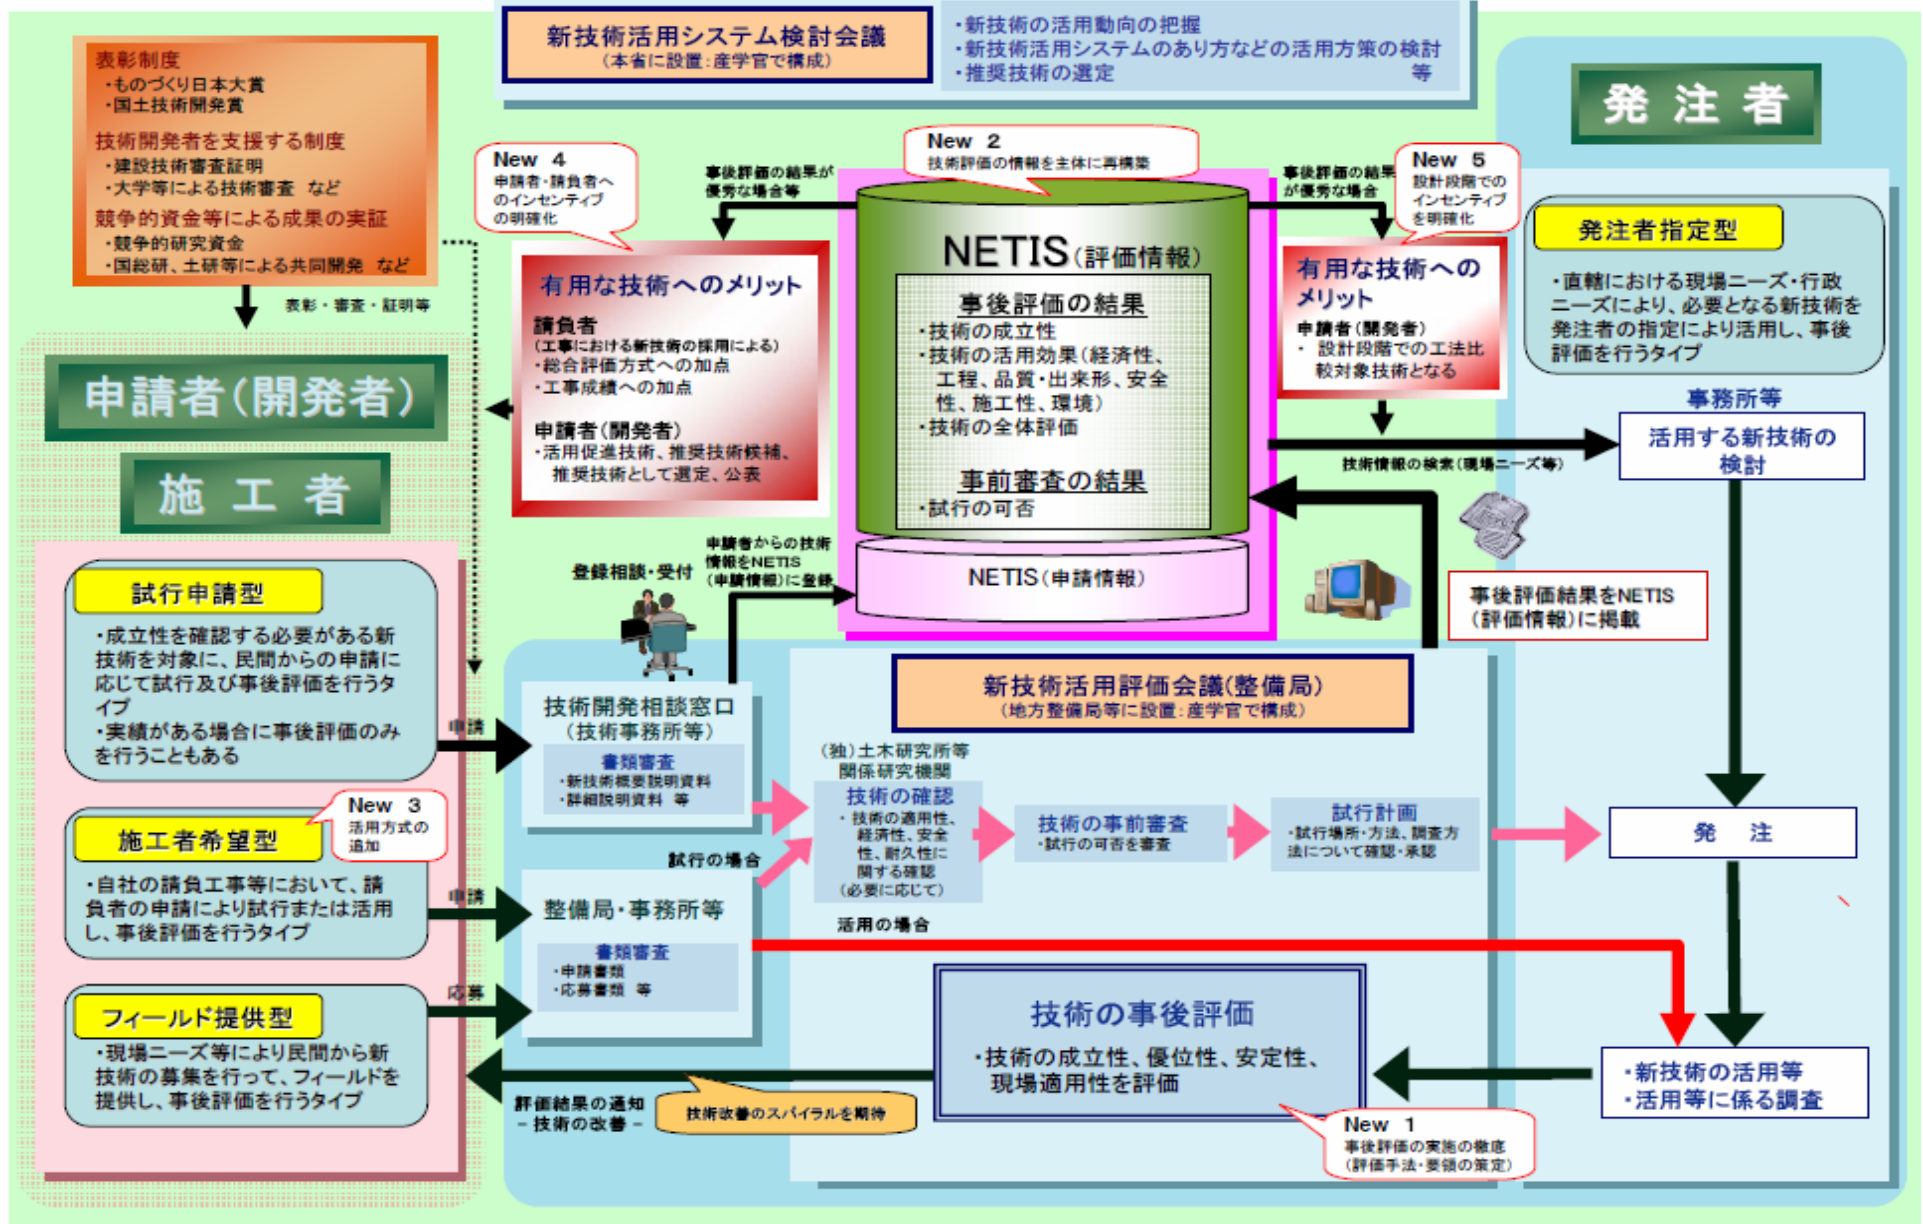 新技術活用システム検討会議
(本省に設置:産学官で構成)
・新技術の活用動向の把握
・新技術活用システムのあり方などの活用方策の検討
・推奨技術の選定 等
表彰制度
・ものづくり日本大賞
・国土技術開発賞
技術開発者を支援する制度
・建設技術審査証明
・大学等による技術審査 など
競争的資金等による成果の実証
・競争的研究資金
・国総研、土研等による共同開発 など
表彰・審査・証明等
申請者(開発者)
施工者
発注者
New 4
申請者・請負者へ
のインセンティブ
の明確化
事後評価の結果が
優秀な場合等
New 2
技術評価の情報を主体に再構築
事後評価の結果
が優秀な場合
New 5
設計段階での
インセンティブ
を明確化
有用な技術へのメリット
請負者
(工事における新技術の採用による)
・総合評価方式への加点
・工事成績への加点
申請者(開発者)
・活用促進技術、推奨技術候補、
推奨技術として選定、公表
NETIS(評価情報)
事後評価の結果
・技術の成立性
・技術の活用効果(経済性、
工程、品質・出来形、安全
性、施工性、環境)
・技術の全体評価
事前審査の結果
・試行の可否
NETIS(申請情報)
有用な技術への
メリット
申請者(開発者)
・ 設計段階での工法比
較対象技術となる
発注者指定型
・直轄における現場ニーズ・行政
ニーズにより、必要となる新技術を
発注者の指定により活用し、事後
評価を行うタイプ
事務所等
活用する新技術の
検討
技術情報の検索(現場ニーズ等)
登録相談・受付
申請者からの技術
情報をNETIS
(申請情報)に登録
事後評価結果をNETIS
(評価情報)に掲載
試行申請型
・成立性を確認する必要がある新
技術を対象に、民間からの申請に
応じて試行及び事後評価を行うタ
イプ
・実績がある場合に事後評価のみ
を行うこともある
申請
技術開発相談窓口
(技術事務所等)
書類審査
・新技術概要説明資料
・詳細説明資料 等
新技術活用評価会議(整備局)
(地方整備局等に設置:産学官で構成)
(独)土木研究所等
関係研究機関
技術の確認
・ 技術の適用性、
経済性、安全
性、耐久性に
関する確認
(必要に応じて)
技術の事前審査
・試行の可否を審査
試行計画
・試行場所・方法、調査方
法について確認・承認
発 注
New 3
活用方式の
追加
施工者希望型
・自社の請負工事等において、請
負者の申請により試行または活用
し、事後評価を行うタイプ
申請
試行の場合
整備局・事務所等
書類審査
・申請書類
・応募書類 等
活用の場合
フィールド提供型
・現場ニーズ等により民間から新
技術の募集を行って、フィールドを
提供し、事後評価を行うタイプ
応募
技術の事後評価
・技術の成立性、優位性、安定性、
現場適用性を評価
・新技術の活用等
・活用等に係る調査
評価結果の通知
－技術の改善－
技術改善のスパイラルを期待
New 1
事後評価の実施の徹底
(評価手法・要領の策定)